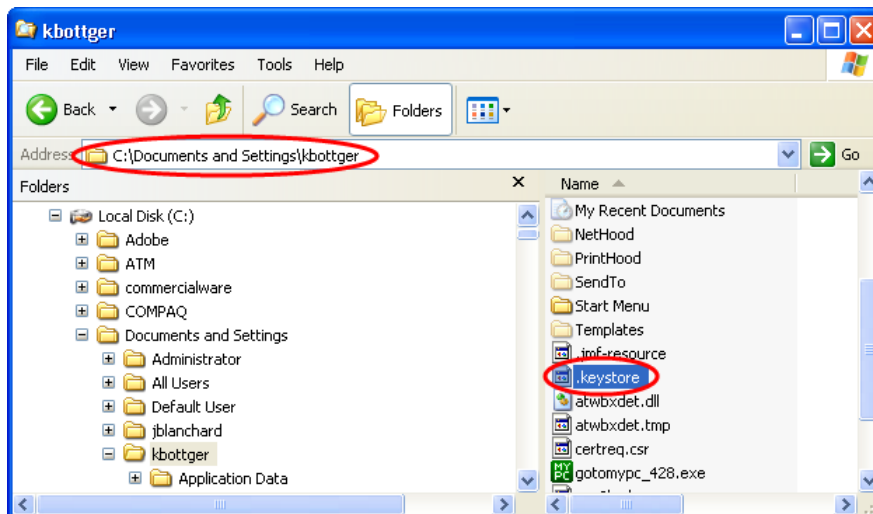 kbottger
File Edit View Favorites Tools Help
Back Search Folders
Address C:\Documents and Settings\kbottger Go
Folders
Local Disk (C:)
Adobe
ATM
commercialware
COMPAQ
Documents and Settings
Administrator
All Users
Default User
jblanchard
kbottger
Application Data
Name
My Recent Documents
NetHood
PrintHood
SendTo
Start Menu
Templates
.jmf-resource
.keystore
atwbxdet.dll
atwbxdet.tmp
certreq.csr
MY PC gotomypc_428.exe